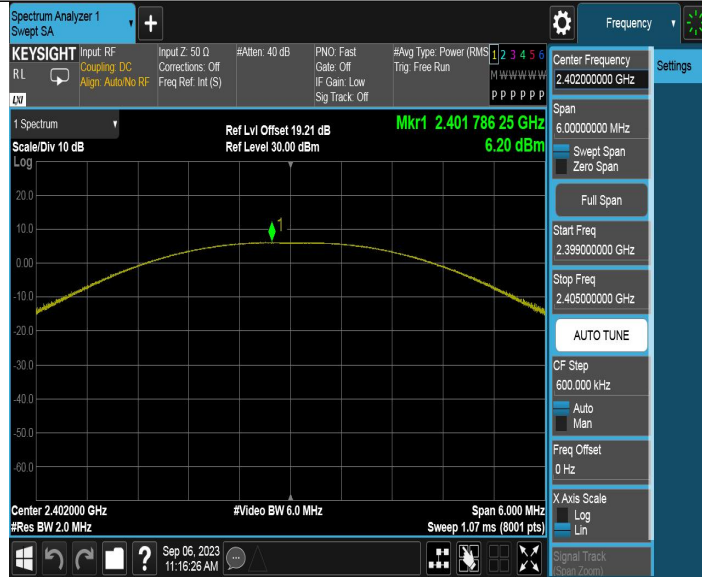 Spectrum Analyzer 1
Swept SA
Frequency
KEYSIGHT
RL
LXI
Input: RF
Coupling: DC
Align: Auto/No RF
Input Z: 50 Ω
Corrections: Off
Freq Ref: Int (S)
#Atten: 40 dB
PNO: Fast
Gate: Off
IF Gain: Low
Sig Track: Off
#Avg Type: Power (RMS
Trig: Free Run
1 2 3 4 5 6
M W W W W W
P P P P P P
1 Spectrum
Scale/Div 10 dB
Log
Ref Lvl Offset 19.21 dB
Ref Level 30.00 dBm
Mkr1 2.401 786 25 GHz
6.20 dBm
1
20.0
10.0
0.00
-10.0
-20.0
-30.0
-40.0
-50.0
-60.0
Center 2.402000 GHz
#Res BW 2.0 MHz
#Video BW 6.0 MHz
Span 6.000 MHz
Sweep 1.07 ms (8001 pts)
Sep 06, 2023
11:16:26 AM
Center Frequency
2.402000000 GHz
Settings
Span
6.00000000 MHz
Swept Span
Zero Span
Full Span
Start Freq
2.399000000 GHz
Stop Freq
2.405000000 GHz
AUTO TUNE
CF Step
600.000 kHz
Auto
Man
Freq Offset
0 Hz
X Axis Scale
Log
Lin
Signal Track
(Span Zoom)